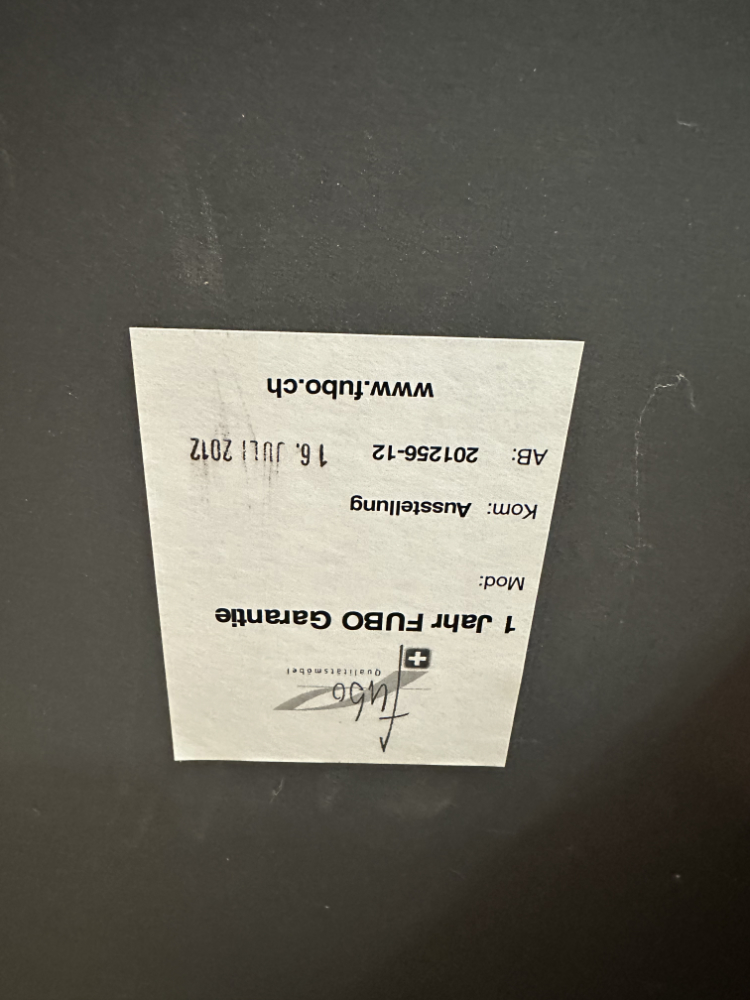 fubo
Qualitätsmöbel
1 Jahr FUBO Garantie
Mod:
Kom: Ausstellung
AB: 201256-12 16. JULI 2012
www.fubo.ch